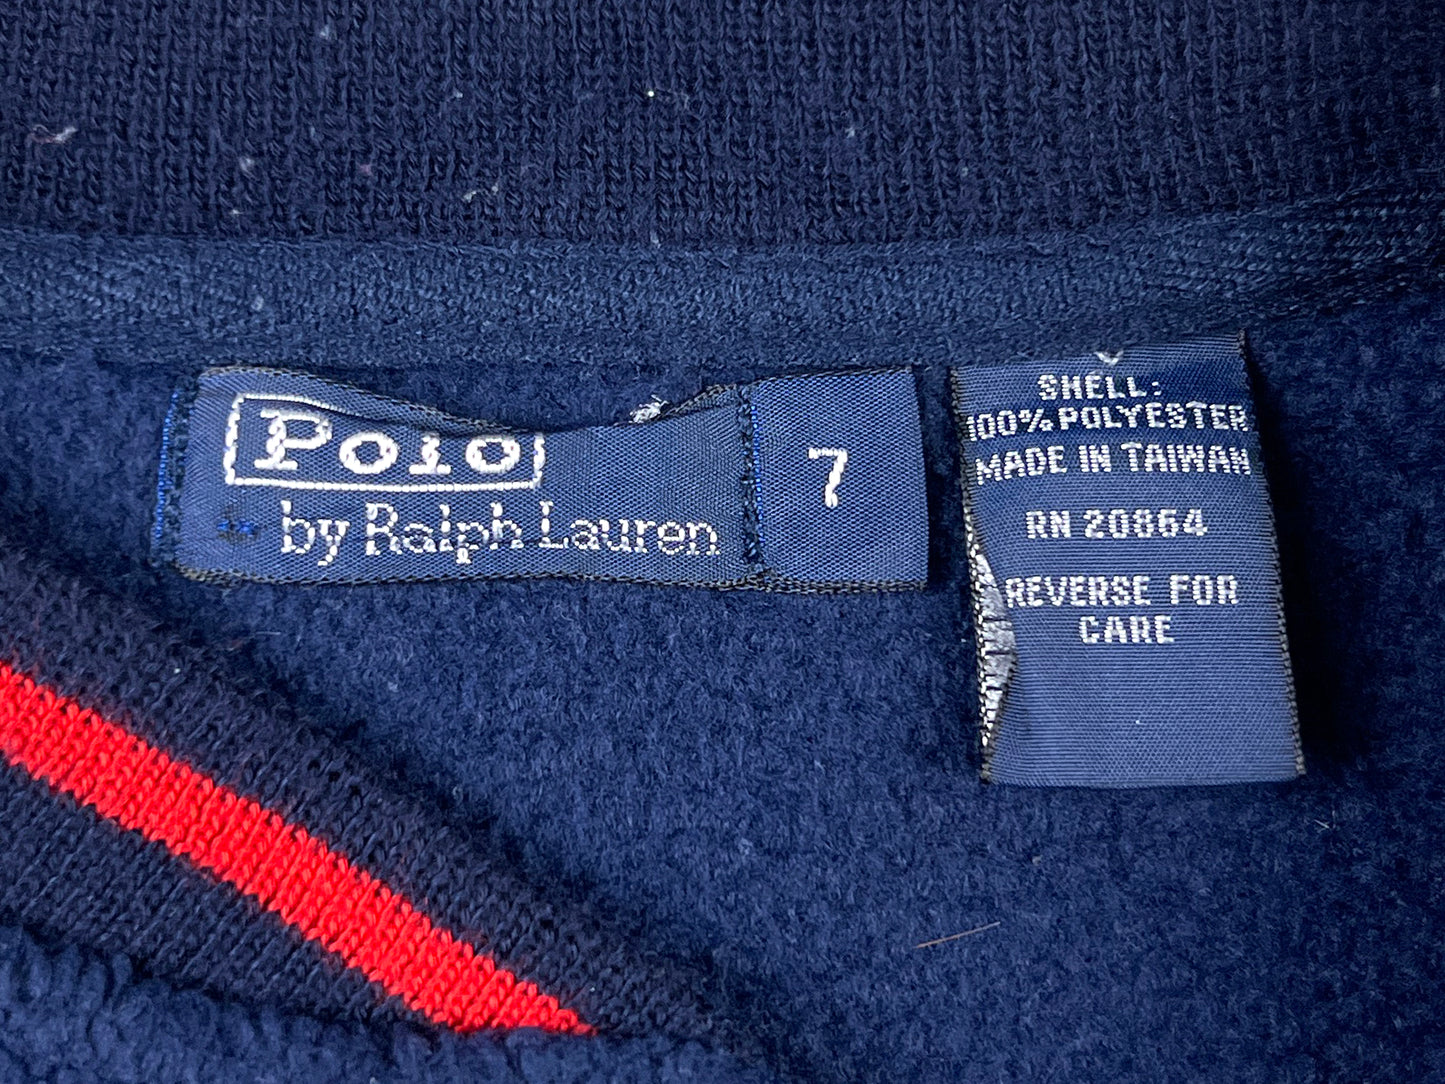 Polo
by Ralph Lauren
7
SHELL:
100% POLYESTER
MADE IN TAIWAN
RN 20864
REVERSE FOR
CARE